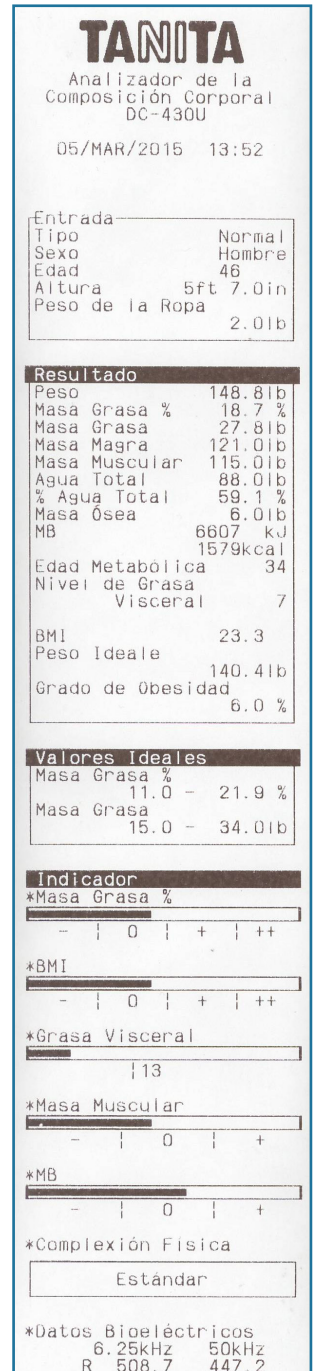 TANITA
Analizador de la
Composición Corporal
DC-430U
05/MAR/2015 13:52
Entrada
Tipo Normal
Sexo Hombre
Edad 46
Altura 5ft 7.0in
Peso de la Ropa
2.0lb
Resultado
Peso 148.8lb
Masa Grasa % 18.7 %
Masa Grasa 27.8lb
Masa Magra 121.0lb
Masa Muscular 115.0lb
Agua Total 88.0lb
% Agua Total 59.1 %
Masa Ósea 6.0lb
MB 6607 kJ
1579kcal
Edad Metabólica 34
Nivel de Grasa
Visceral 7
BMI 23.3
Peso Ideale
140.4lb
Grado de Obesidad
6.0 %
Valores Ideales
Masa Grasa %
11.0 - 21.9 %
Masa Grasa
15.0 - 34.0lb
Indicador
*Masa Grasa %
- ¦ 0 ¦ + ¦ ++
*BMI
- ¦ 0 ¦ + ¦ ++
*Grasa Visceral
¦13
*Masa Muscular
- ¦ 0 ¦ +
*MB
- ¦ 0 ¦ +
*Complexión Física
Estándar
*Datos Bioeléctricos
6.25kHz 50kHz
R 508.7 447.2